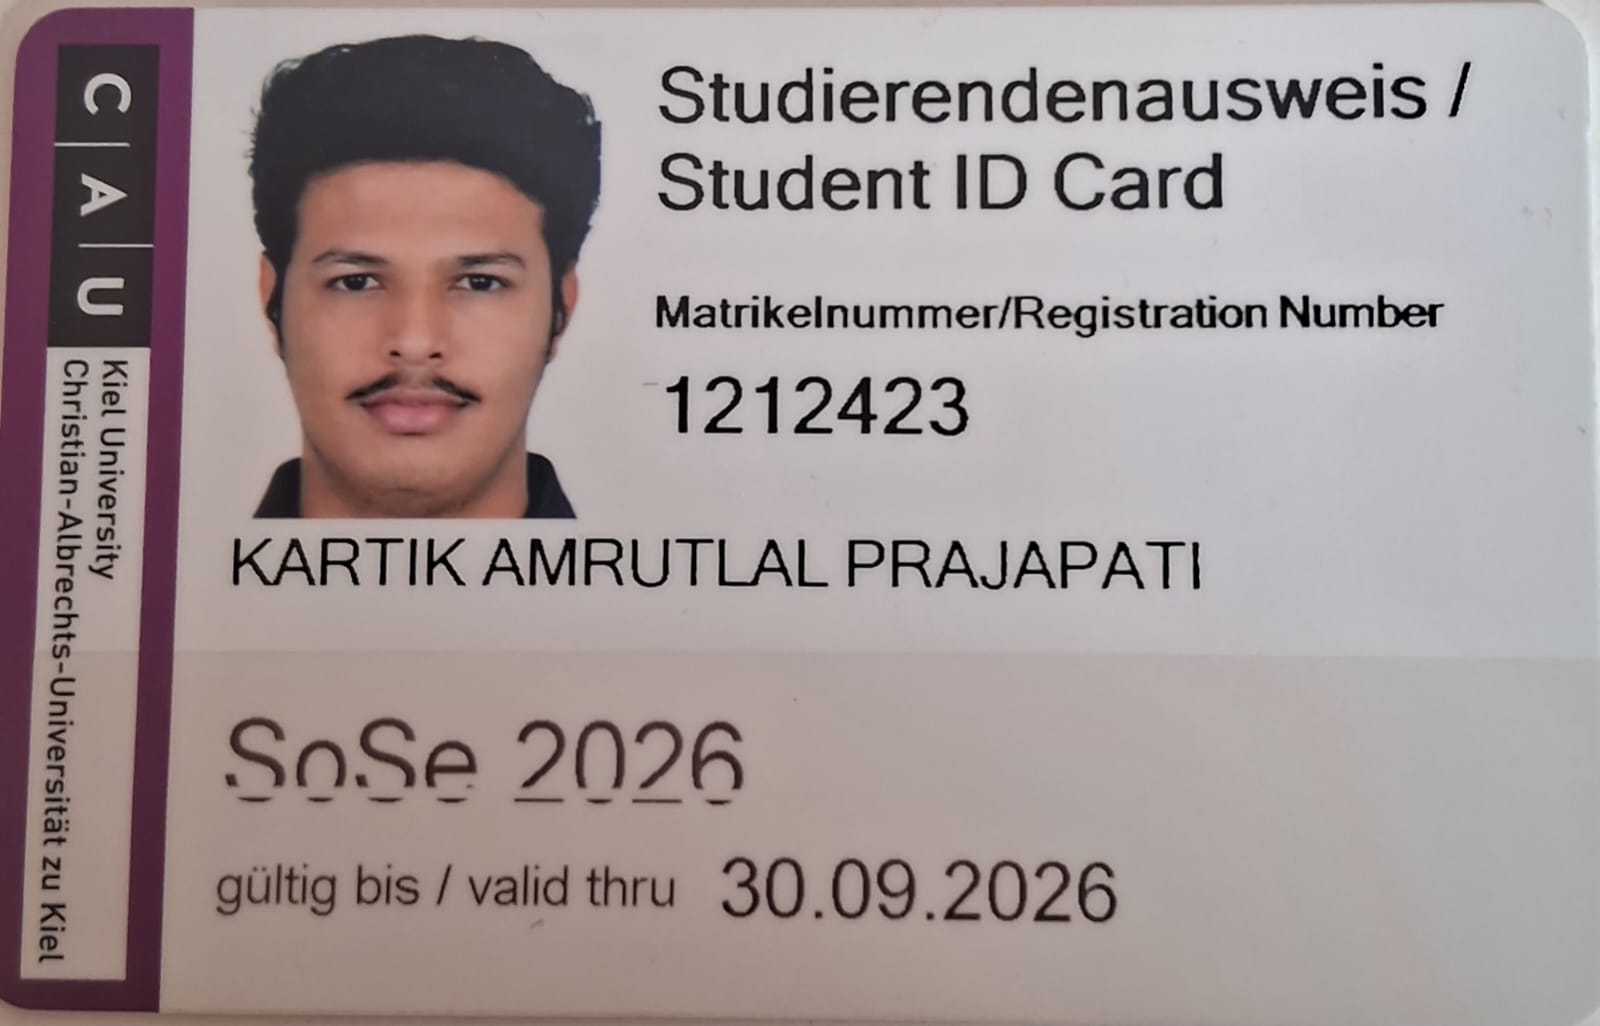 C|A|U
Kiel University
Christian-Albrechts-Universität zu Kiel
Studierendenausweis /
Student ID Card
Matrikelnummer/Registration Number
1212423
KARTIK AMRUTLAL PRAJAPATI
SoSe 2026
gültig bis / valid thru 30.09.2026